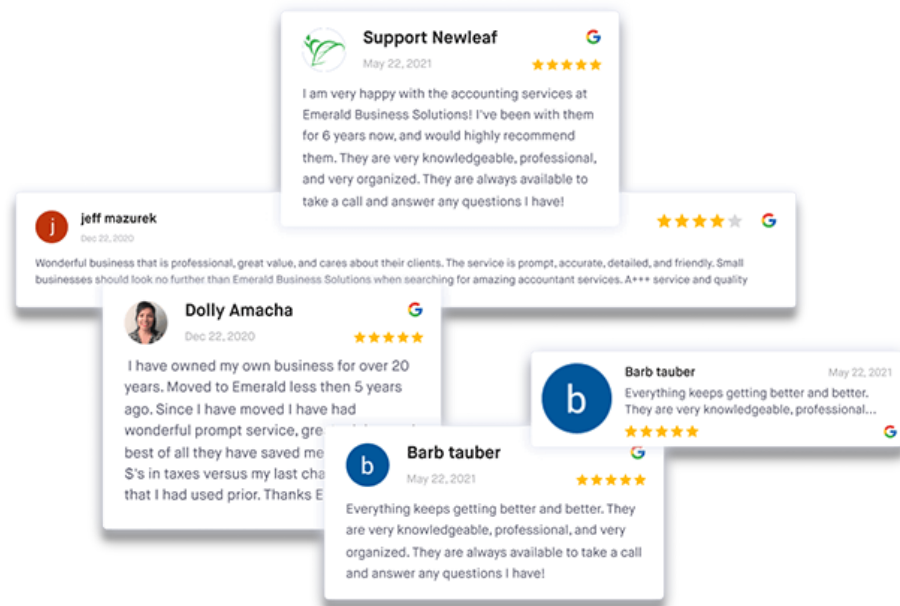 Support Newleaf
May 22, 2021
I am very happy with the accounting services at
Emerald Business Solutions! I've been with them
for 6 years now, and would highly recommend
them. They are very knowledgeable, professional,
and very organized. They are always available to
take a call and answer any questions I have!
j
jeff mazurek
Dec 22, 2020
Wonderful business that is professional, great value, and cares about their clients. The service is prompt, accurate, detailed, and friendly. Small
businesses should look no further than Emerald Business Solutions when searching for amazing accountant services. A+++ service and quality
Dolly Amacha
Dec 22, 2020
I have owned my own business for over 20
years. Moved to Emerald less then 5 years
ago. Since I have moved I have had
wonderful prompt service,
best of all they have saved me
$'s in taxes versus my last
that I had used prior. Thanks
b
Barb tauber
May 22, 2021
Everything keeps getting better and better.
They are very knowledgeable, professional...
b
Barb tauber
May 22, 2021
Everything keeps getting better and better. They
are very knowledgeable, professional, and very
organized. They are always available to take a call
and answer any questions I have!